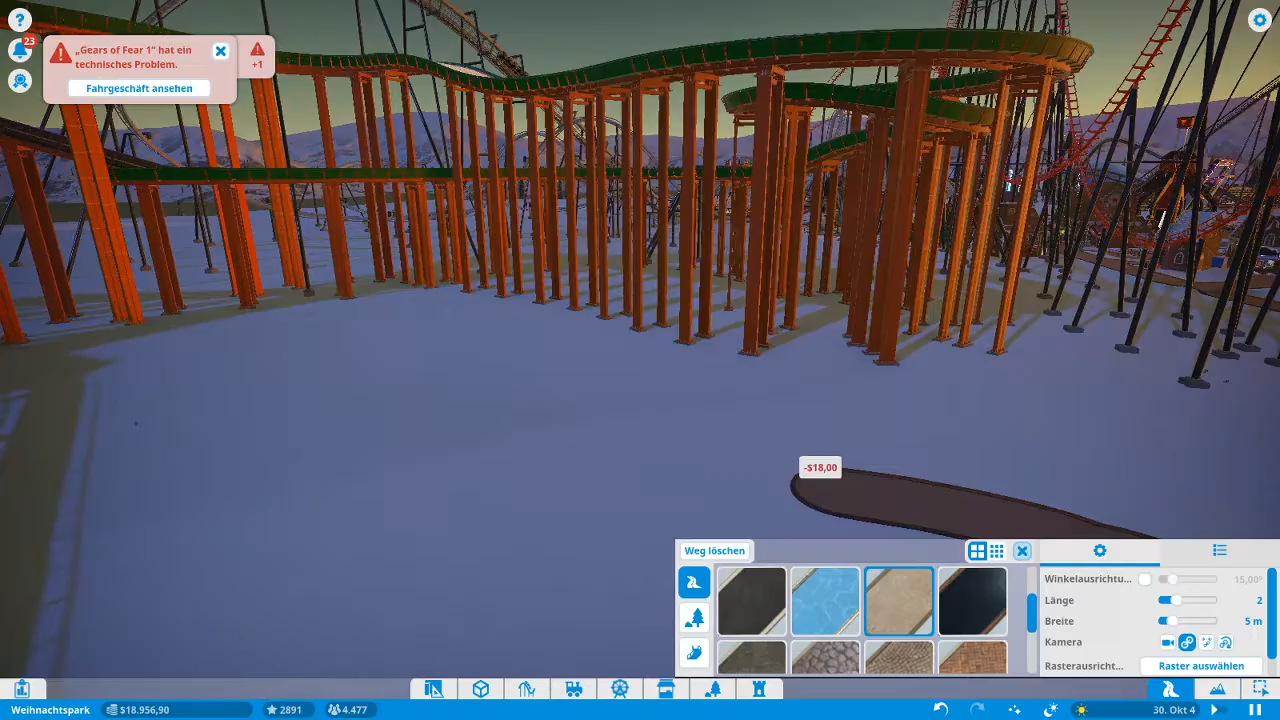 ?
23
„Gears of Fear 1“ hat ein
technisches Problem.
Fahrgeschäft ansehen
+1
-$18,00
Weg löschen
Winkelausrichtu...
15,00°
Länge
2
Breite
5 m
Kamera
Rasterausricht...
Raster auswählen
Weihnachtspark
$18.956,90
2891
4.477
30. Okt 4